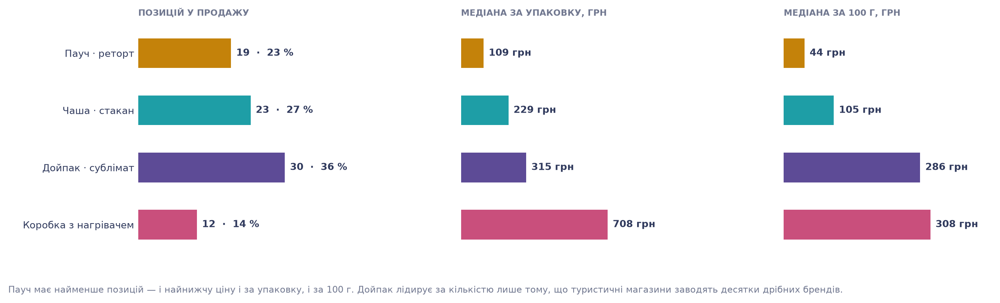 ПОЗИЦІЙ У ПРОДАЖУ
МЕДІАНА ЗА УПАКОВКУ, ГРН
МЕДІАНА ЗА 100 Г, ГРН
Пауч · реторт
19 · 23 %
109 грн
44 грн
Чаша · стакан
23 · 27 %
229 грн
105 грн
Дойпак · сублімат
30 · 36 %
315 грн
286 грн
Коробка з нагрівачем
12 · 14 %
708 грн
308 грн
Пауч має найменше позицій — і найнижчу ціну і за упаковку, і за 100 г. Дойпак лідирує за кількістю лише тому, що туристичні магазини заводять десятки дрібних брендів.